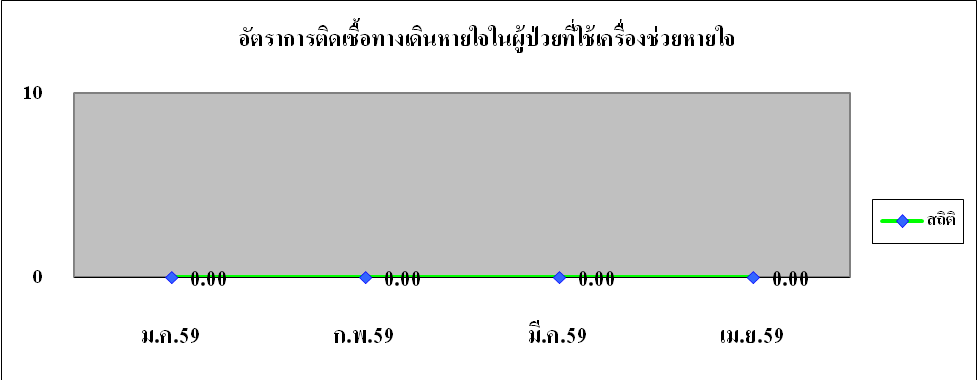 อัตราการติดเชื้อทางเดินหายใจในผู้ป่วยที่ใช้เครื่องช่วยหายใจ
10
0
0.00 0.00 0.00 0.00
ม.ค.59 ก.พ.59 มี.ค.59 เม.ย.59
สถิติ